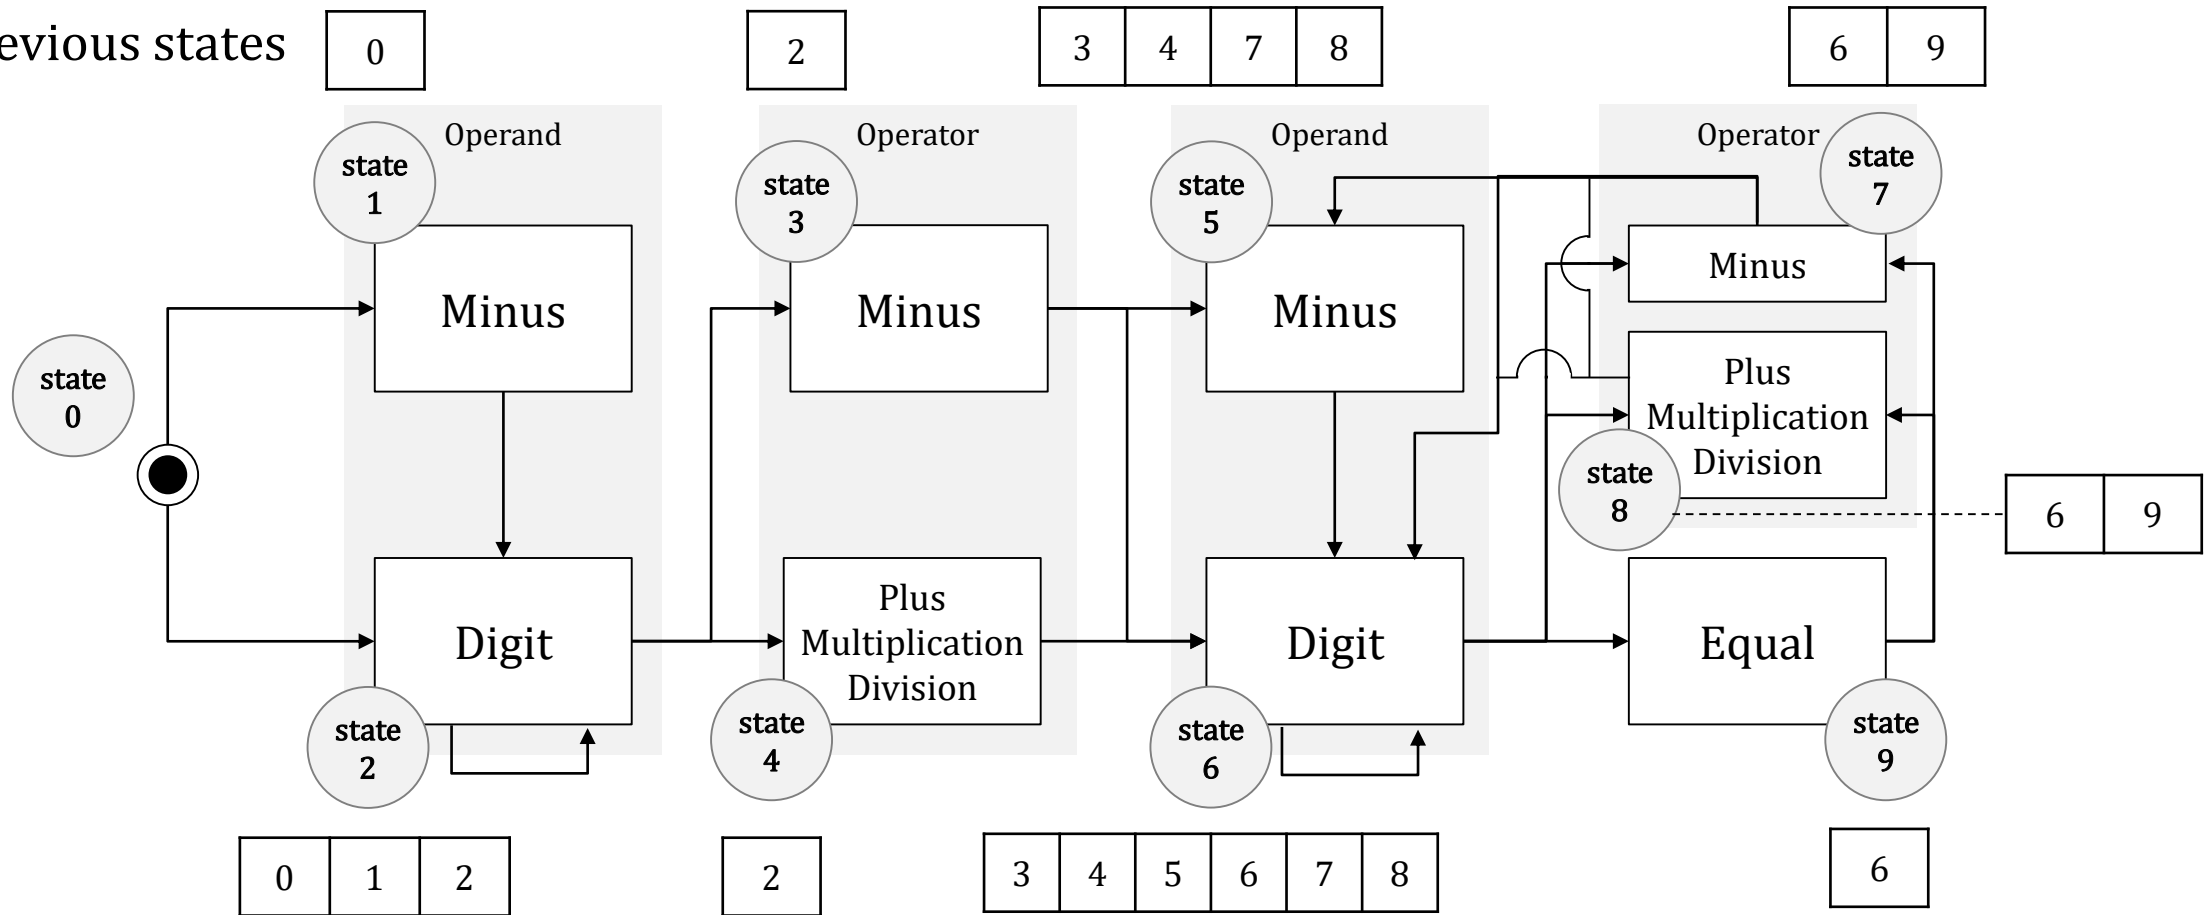 evious states
0
2
3 4 7 8
6 9
Operand
Operator
Operand
Operator
state
1
state
3
state
5
state
7
Minus
Minus
Minus
Minus
state
0
Plus
Multiplication
Division
state
8
6 9
Digit
Plus
Multiplication
Division
Digit
Equal
state
2
state
4
state
6
state
9
0 1 2
2
3 4 5 6 7 8
6